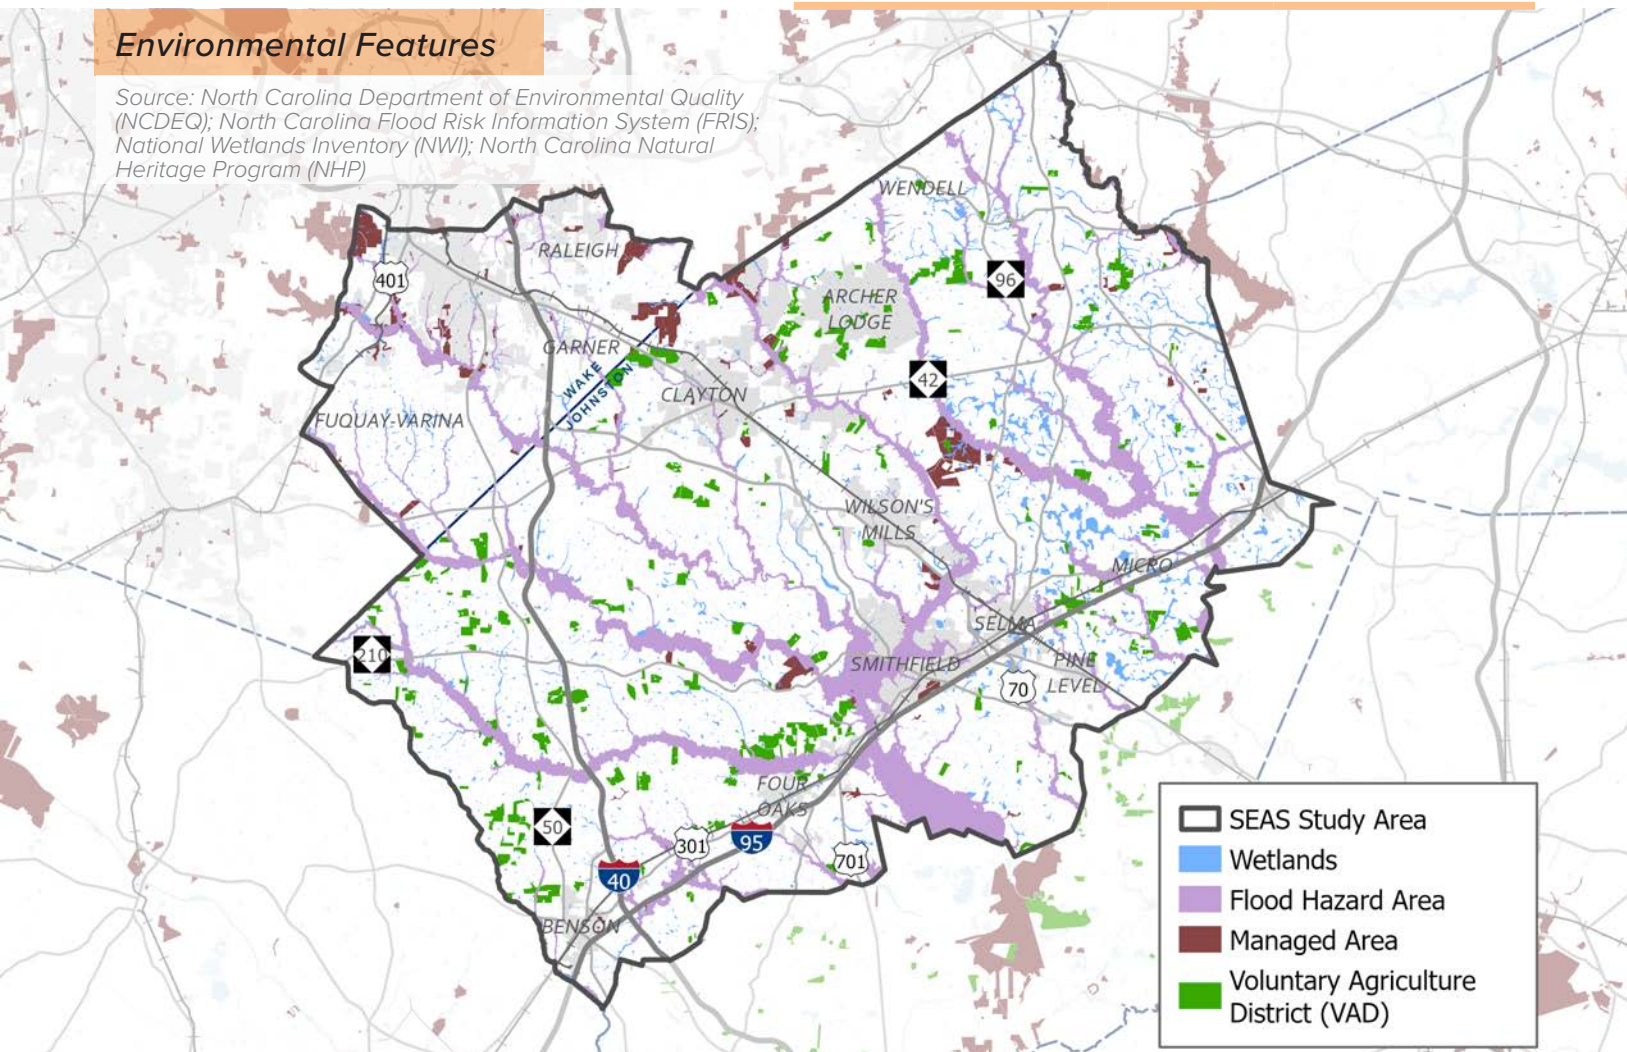 Environmental Features
Source: North Carolina Department of Environmental Quality
(NCDEQ); North Carolina Flood Risk Information System (FRIS);
National Wetlands Inventory (NWI); North Carolina Natural
Heritage Program (NHP)
WENDELL
RALEIGH
401
96
ARCHER
LODGE
GARNER
WAKE
JOHNSTON
42
CLAYTON
FUQUAY-VARINA
WILSON'S
MILLS
MICRO
SELMA
210
SMITHFIELD
PINE
LEVEL
70
FOUR
OAKS
50
301
95
701
40
BENSON
SEAS Study Area
Wetlands
Flood Hazard Area
Managed Area
Voluntary Agriculture
District (VAD)